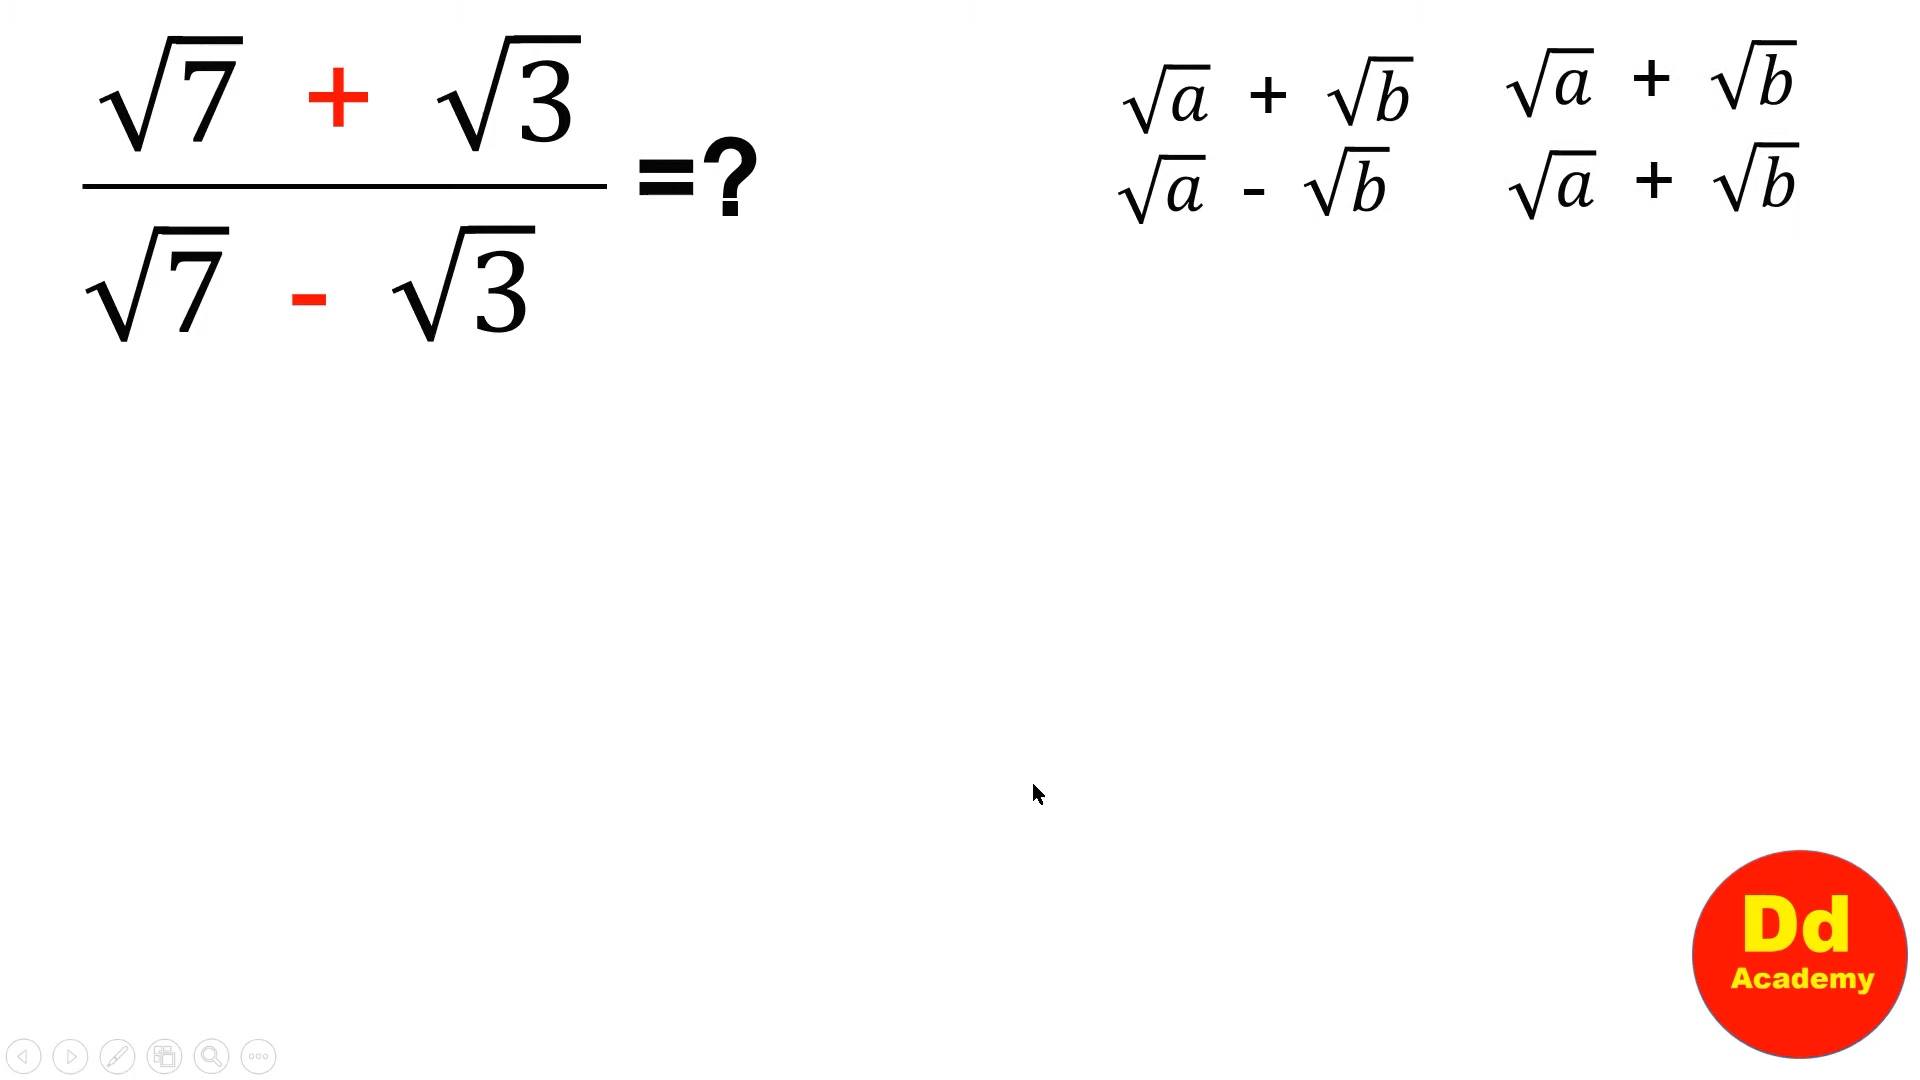 √7 + √3
=?
√7 - √3
√a + √b
√a - √b
√a + √b
√a + √b
Dd
Academy